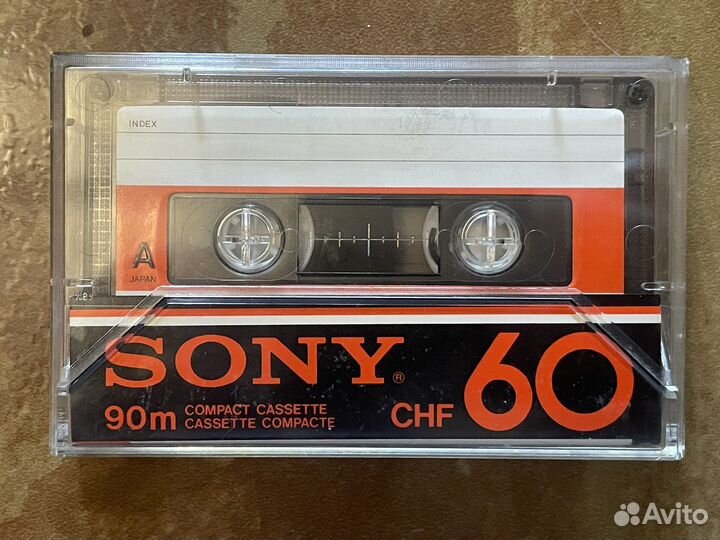 INDEX
A
JAPAN
SONY®
60
90m
COMPACT CASSETTE
CASSETTE COMPACTE
CHF
Avito